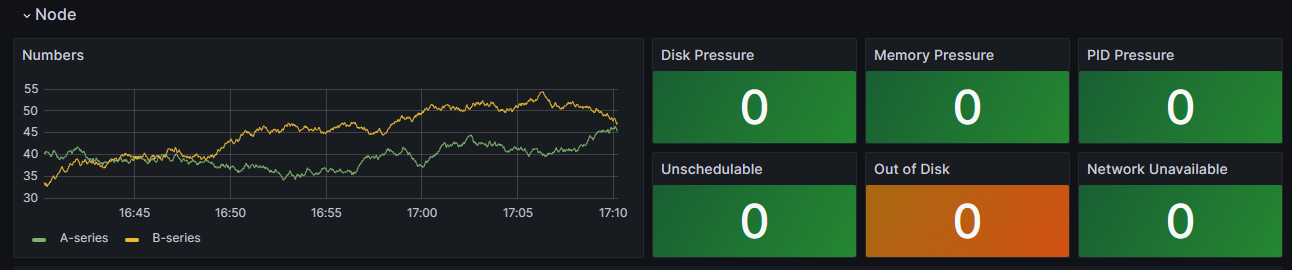 Node
Numbers
55
50
45
40
35
30
16:45 16:50 16:55 17:00 17:05 17:10
A-series B-series
Disk Pressure
0
Memory Pressure
0
PID Pressure
0
Unschedulable
0
Out of Disk
0
Network Unavailable
0